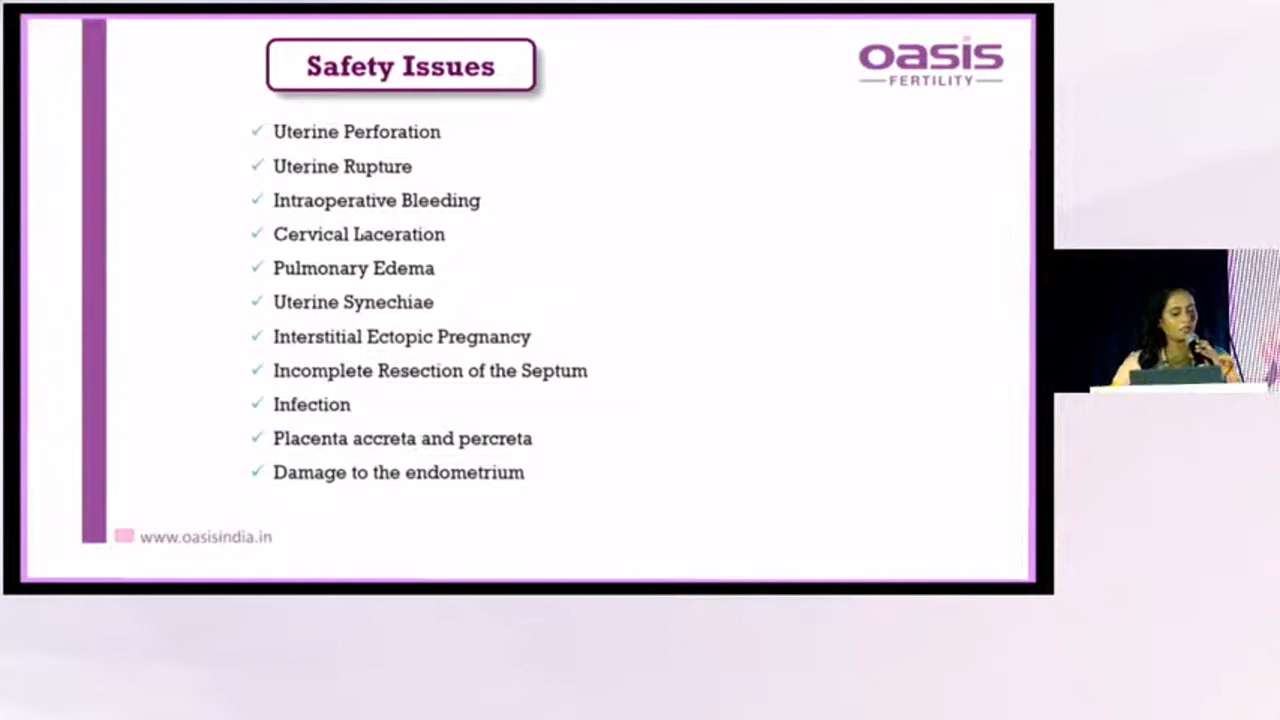 Safety Issues
oasis
FERTILITY
Uterine Perforation
Uterine Rupture
Intraoperative Bleeding
Cervical Laceration
Pulmonary Edema
Uterine Synechiae
Interstitial Ectopic Pregnancy
Incomplete Resection of the Septum
Infection
Placenta accreta and percreta
Damage to the endometrium
www.oasisindia.in